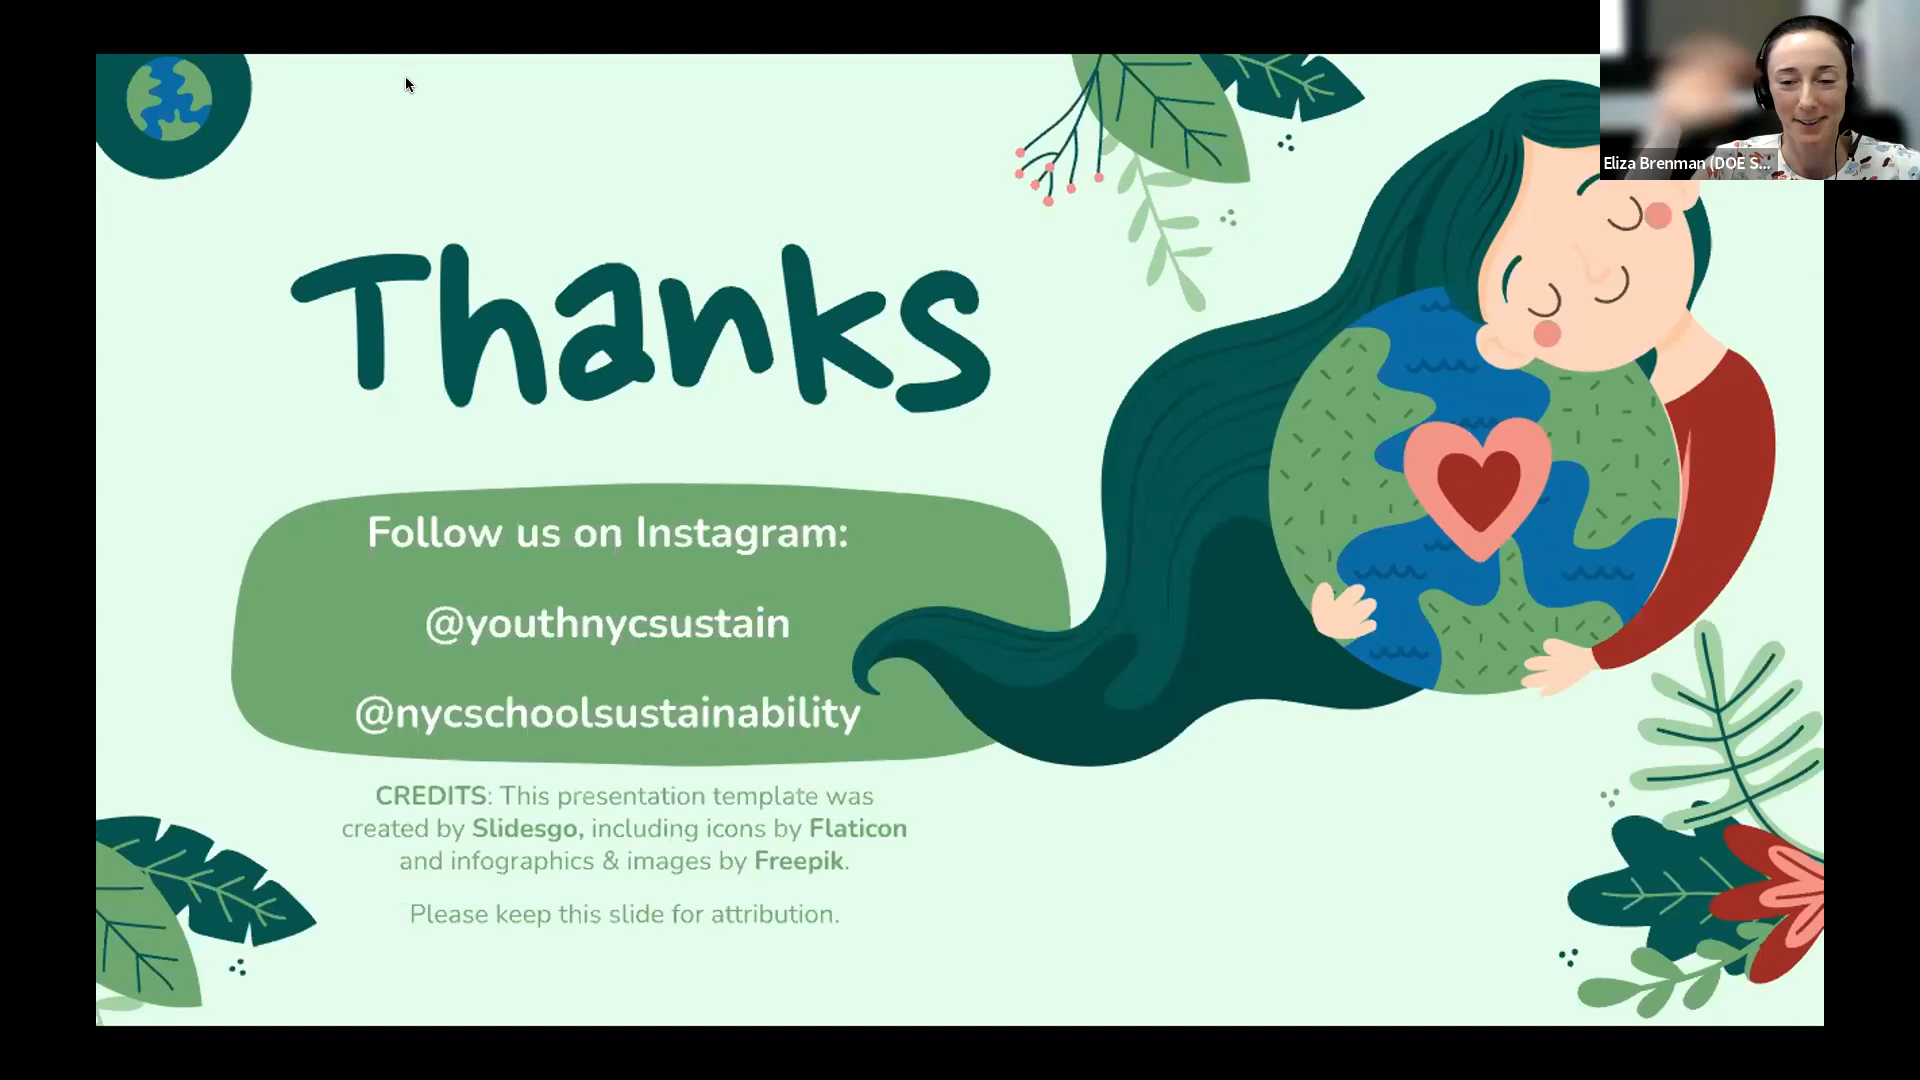 Eliza Brenman (DOE S...
Thanks
Follow us on Instagram:
@youthnycsustain
@nycschoolsustainability
CREDITS: This presentation template was
created by Slidesgo, including icons by Flaticon
and infographics & images by Freepik.
Please keep this slide for attribution.